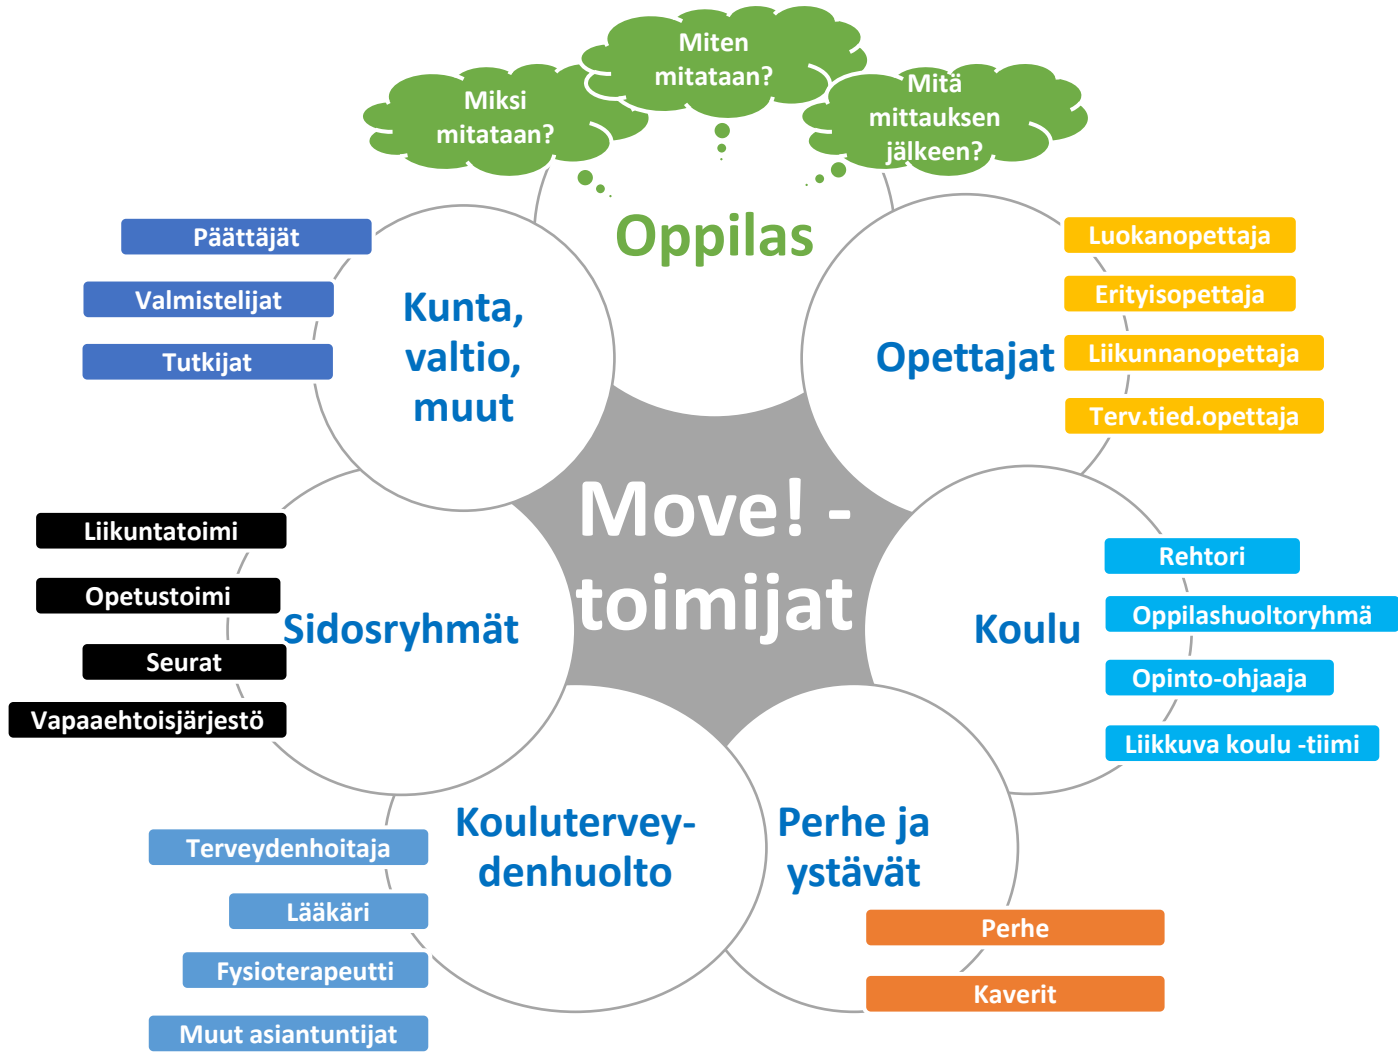 Miksi
mitataan?
Miten
mitataan?
Mitä
mittauksen
jälkeen?
Oppilas
Päättäjät
Valmistelijat
Tutkijat
Kunta,
valtio,
muut
Opettajat
Luokanopettaja
Erityisopettaja
Liikunnanopettaja
Terv.tied.opettaja
Move! -
toimijat
Liikuntatoimi
Opetustoimi
Seurat
Vapaaehtoisjärjestö
Sidosryhmät
Koulu
Rehtori
Oppilashuoltoryhmä
Opinto-ohjaaja
Liikkuva koulu -tiimi
Terveydenhoitaja
Lääkäri
Fysioterapeutti
Muut asiantuntijat
Koulutervey-
denhuolto
Perhe ja
ystävät
Perhe
Kaverit